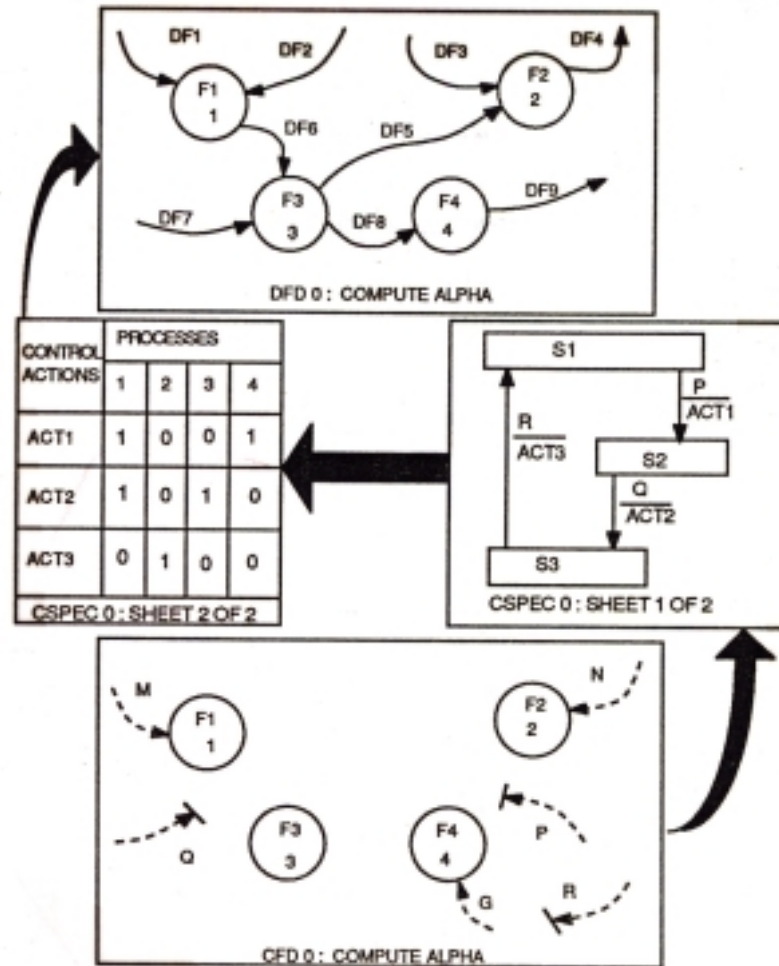 DF1
DF2
DF3
DF4
F1
1
F2
2
DF6
DF5
F3
3
F4
4
DF7
DF8
DF9
DFD 0 : COMPUTE ALPHA
CONTROL ACTIONS
PROCESSES
1 2 3 4
ACT1 1 0 0 1
ACT2 1 0 1 0
ACT3 0 1 0 0
CSPEC 0 : SHEET 2 OF 2
S1
P
ACT1
R
ACT3
S2
Q
ACT2
S3
CSPEC 0 : SHEET 1 OF 2
M
N
F1
1
F2
2
Q
F3
3
F4
4
P
G
R
CFD 0 : COMPUTE ALPHA